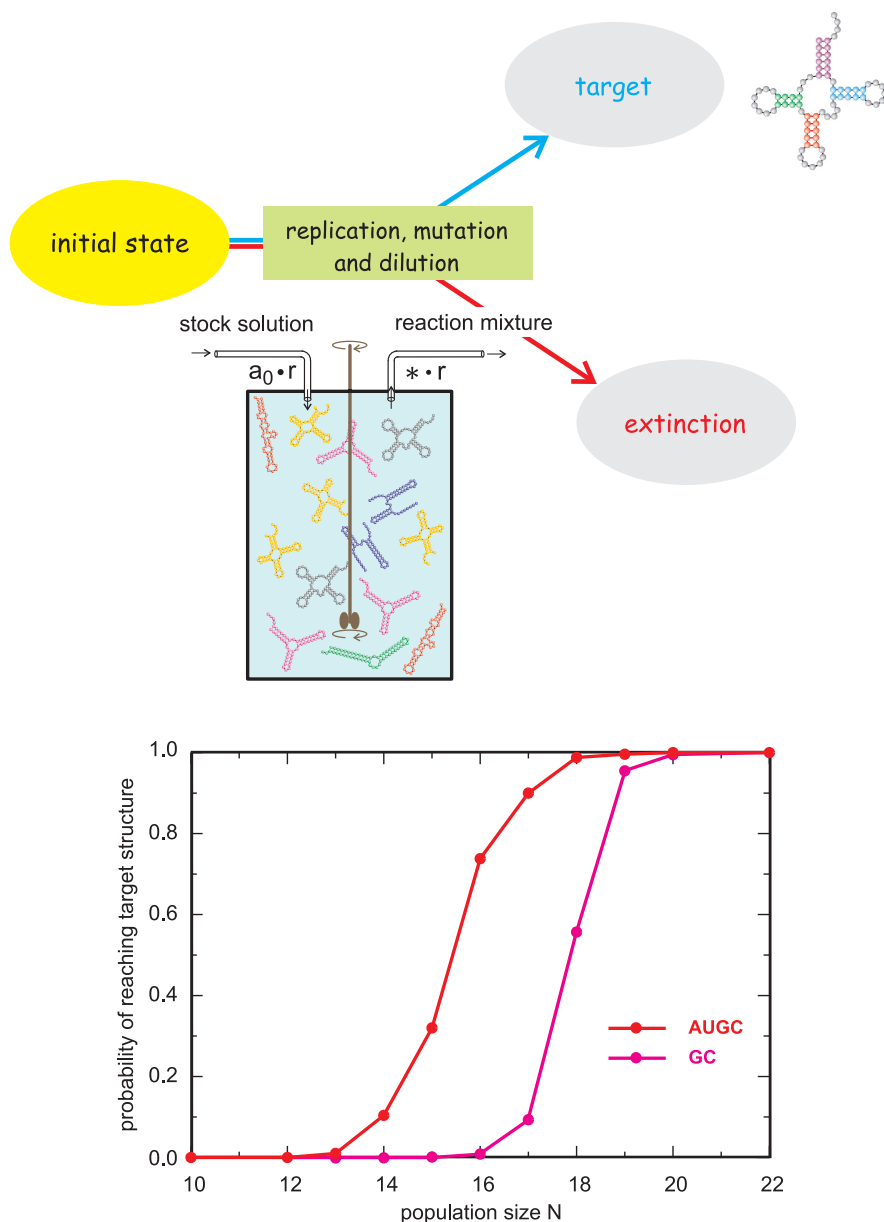 target
initial state
replication, mutation
and dilution
stock solution
reaction mixture
a₀•r
*•r
extinction
probability of reaching target structure
1.0
0.8
0.6
0.4
0.2
0.0
AUGC
GC
10
12
14
16
18
20
22
population size N